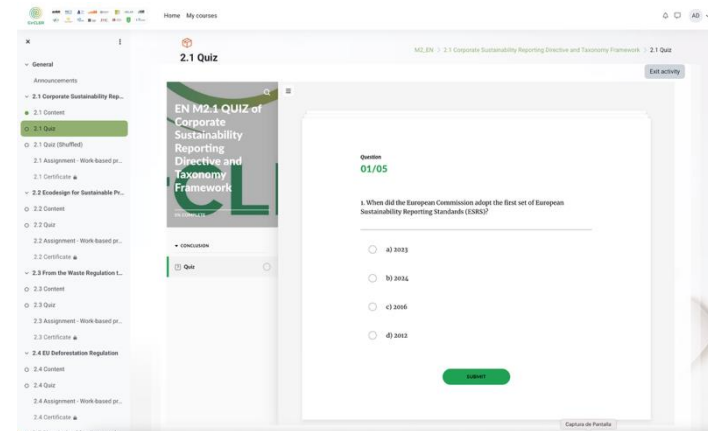 CirCLER
Home My courses
AD
2.1 Quiz
MZ_EN > 2.1 Corporate Sustainability Reporting Directive and Taxonomy Framework > 2.1 Quiz
Exit activity
General
Announcements
2.1 Corporate Sustainability Rep...
2.1 Content
2.1 Quiz
2.1 Quiz (Shuffled)
2.1 Assignment - Work-based pr...
2.1 Certificate
2.2 Ecodesign for Sustainable Pr...
2.2 Content
2.2 Quiz
2.2 Assignment - Work-based pr...
2.2 Certificate
2.3 From the Waste Regulation t...
2.3 Content
2.3 Quiz
2.3 Assignment - Work-based pr...
2.3 Certificate
2.4 EU Deforestation Regulation
2.4 Content
2.4 Quiz
2.4 Assignment - Work-based pr...
2.4 Certificate
EN M2.1 QUIZ of
Corporate
Sustainability
Reporting
Directive and
Taxonomy
Framework
0% COMPLETE
CONCLUSION
Quiz
Question
01/05
1. When did the European Commission adopt the first set of European
Sustainability Reporting Standards (ESRS)?
a) 2023
b) 2024
c) 2006
d) 2012
SUBMIT
Captura de Pantalla